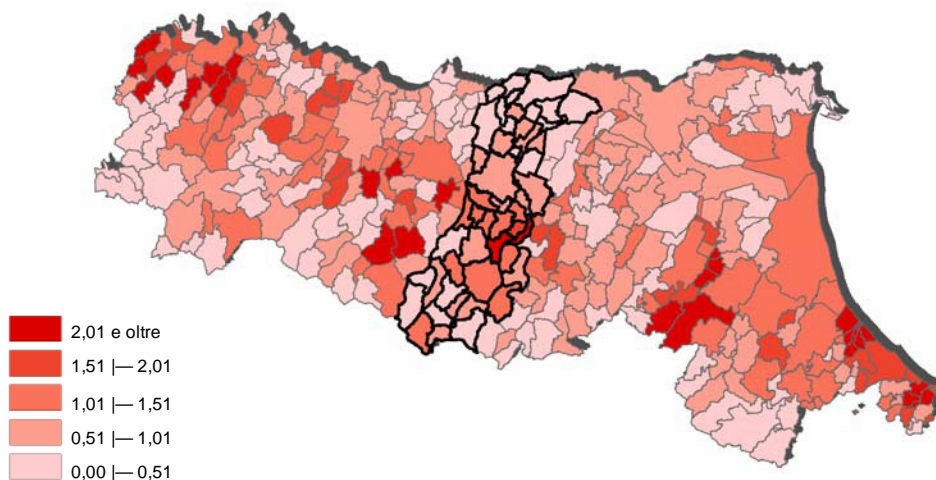 2,01 e oltre
1,51 |— 2,01
1,01 |— 1,51
0,51 |— 1,01
0,00 |— 0,51